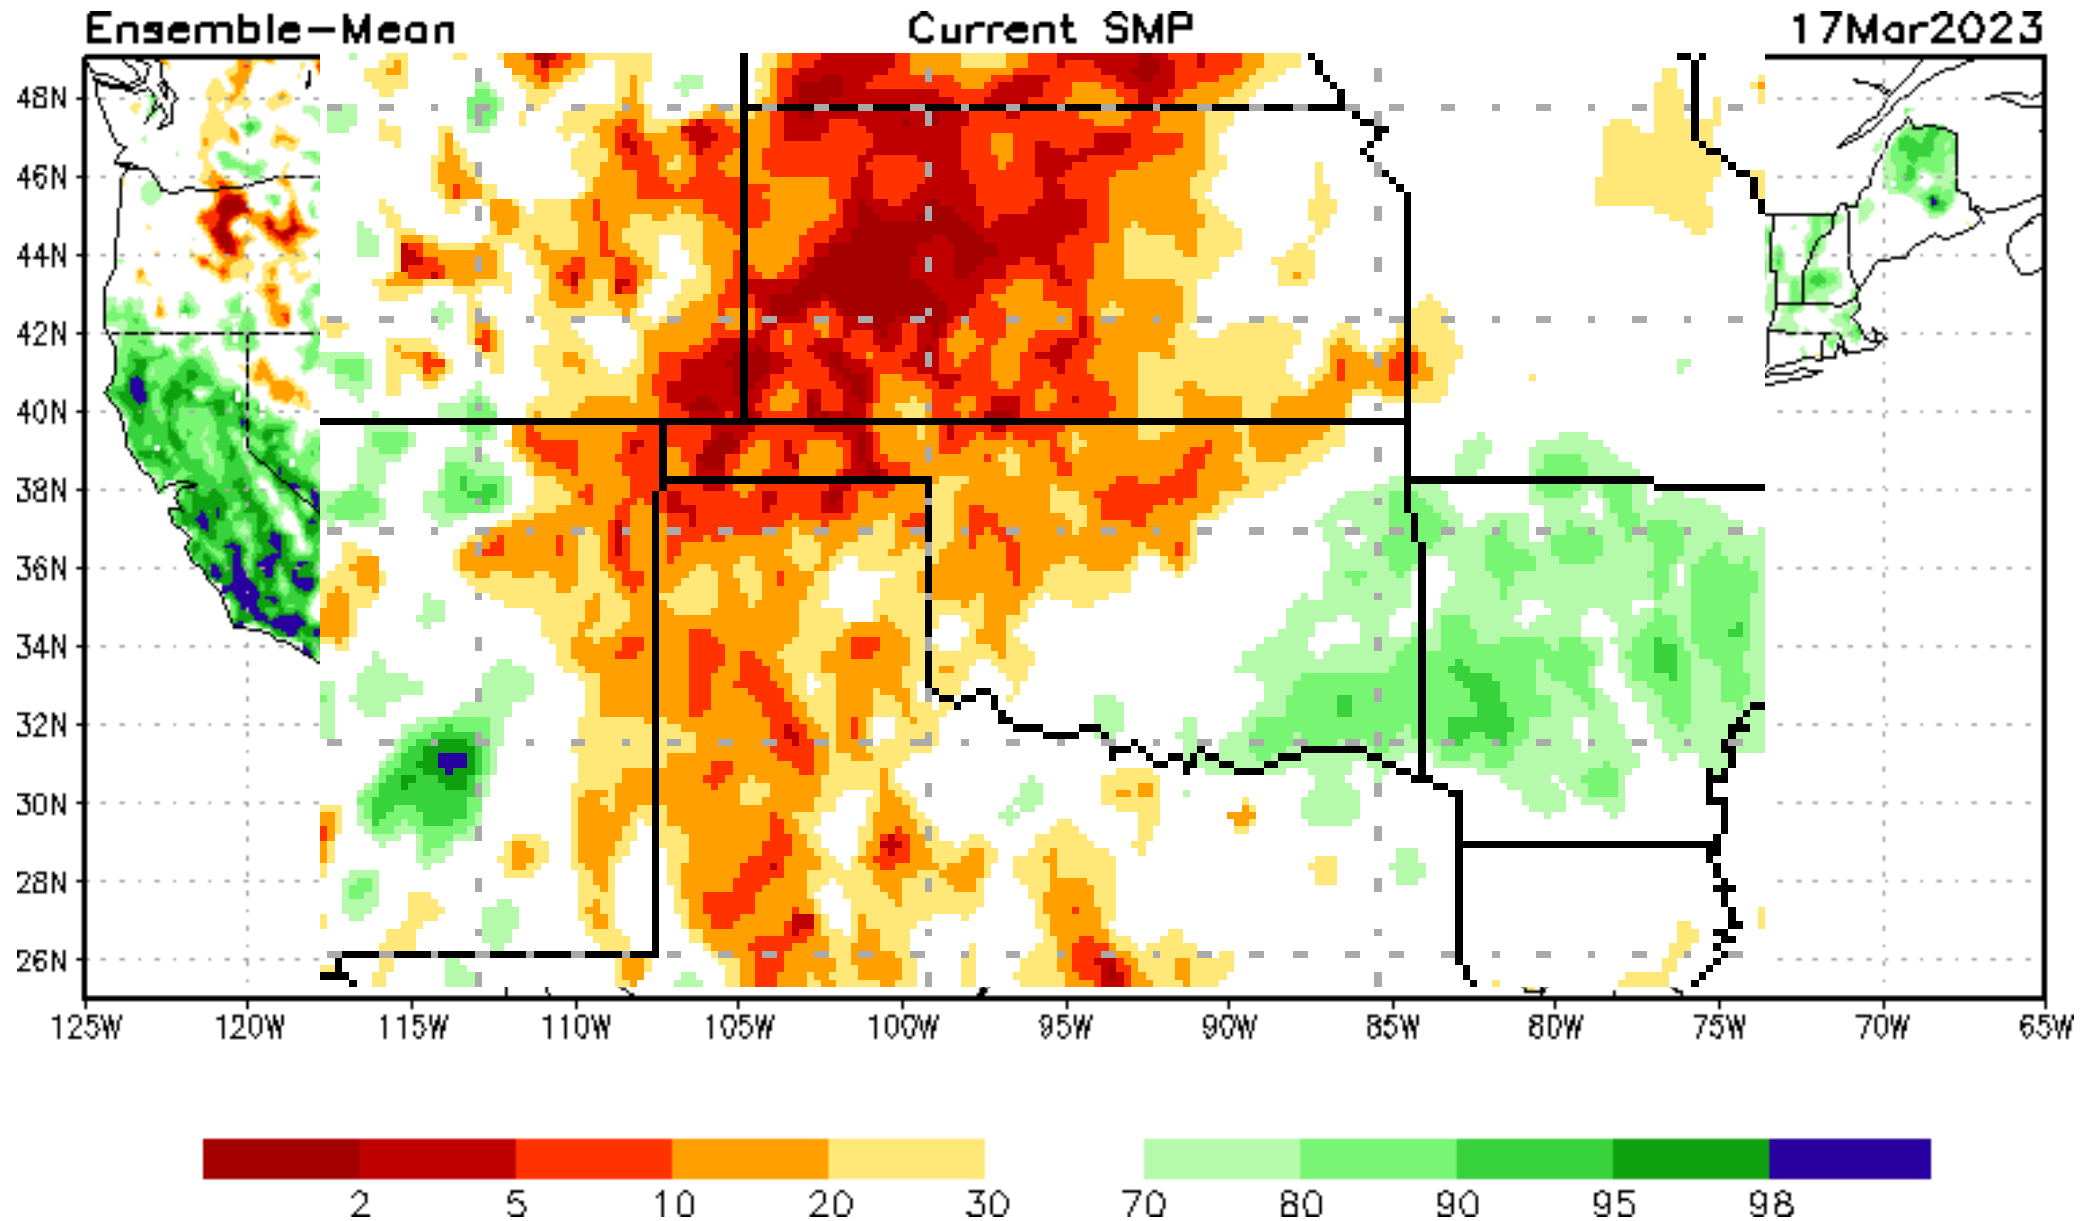 Ensemble-Mean Current SMP 17Mar2023
48N
46N
44N
42N
40N
38N
36N
34N
32N
30N
28N
26N
125W 120W 115W 110W 105W 100W 95W 90W 85W 80W 75W 70W 65W
2 5 10 20 30 70 80 90 95 98